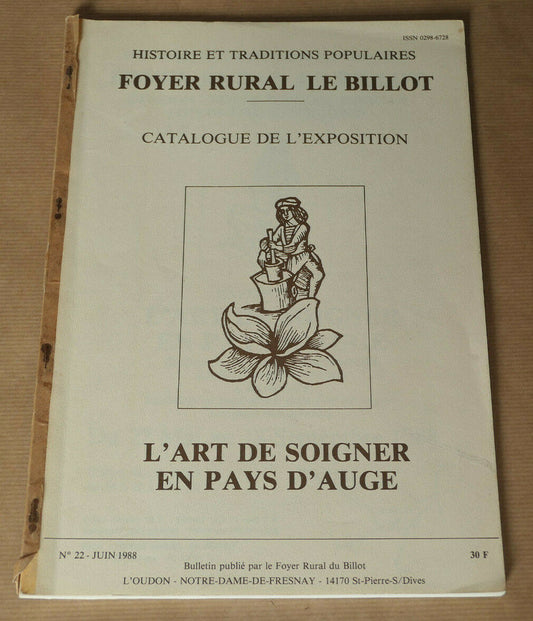 ISSN 0298-6728
HISTOIRE ET TRADITIONS POPULAIRES
FOYER RURAL LE BILLOT
CATALOGUE DE L'EXPOSITION
L'ART DE SOIGNER
EN PAYS D'AUGE
N° 22 - JUIN 1988
30 F
Bulletin publié par le Foyer Rural du Billot
L'OUDON - NOTRE-DAME-DE-FRESNAY - 14170 St-Pierre-S/Dives